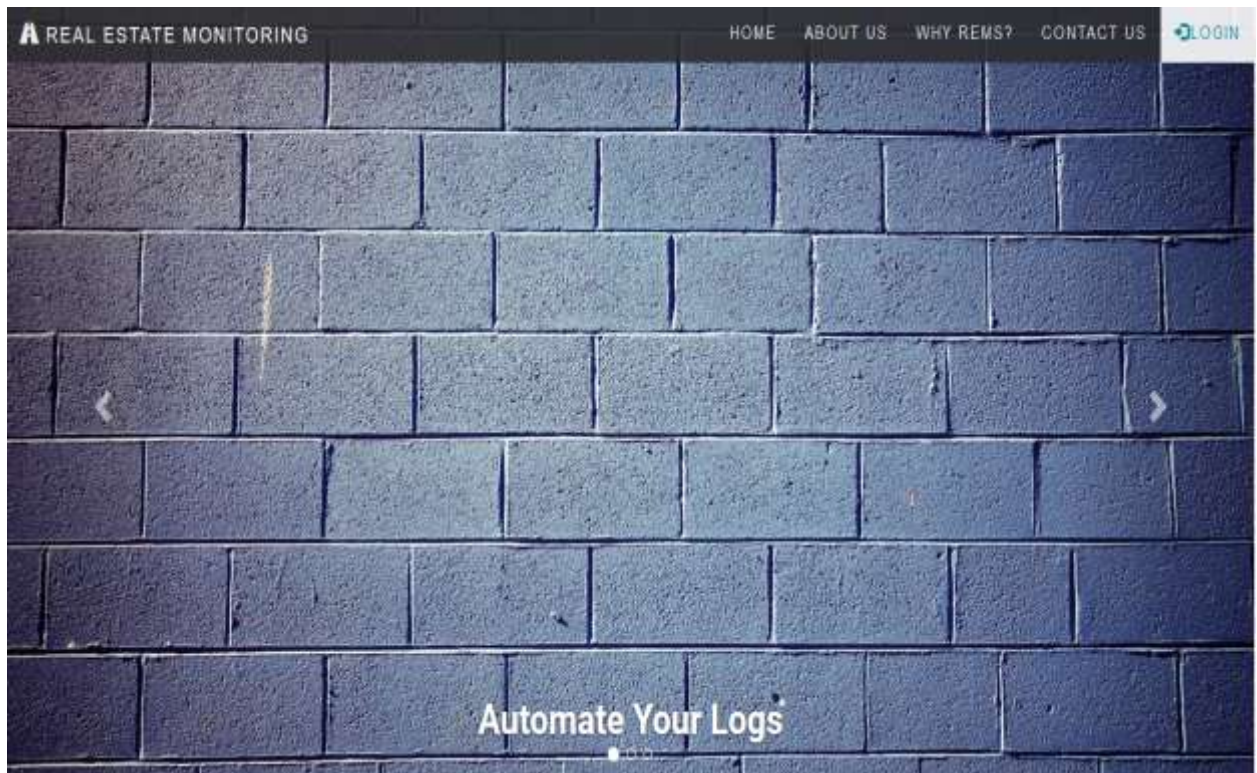 REAL ESTATE MONITORING
HOME ABOUT US WHY REMS? CONTACT US LOGIN
Automate Your Logs